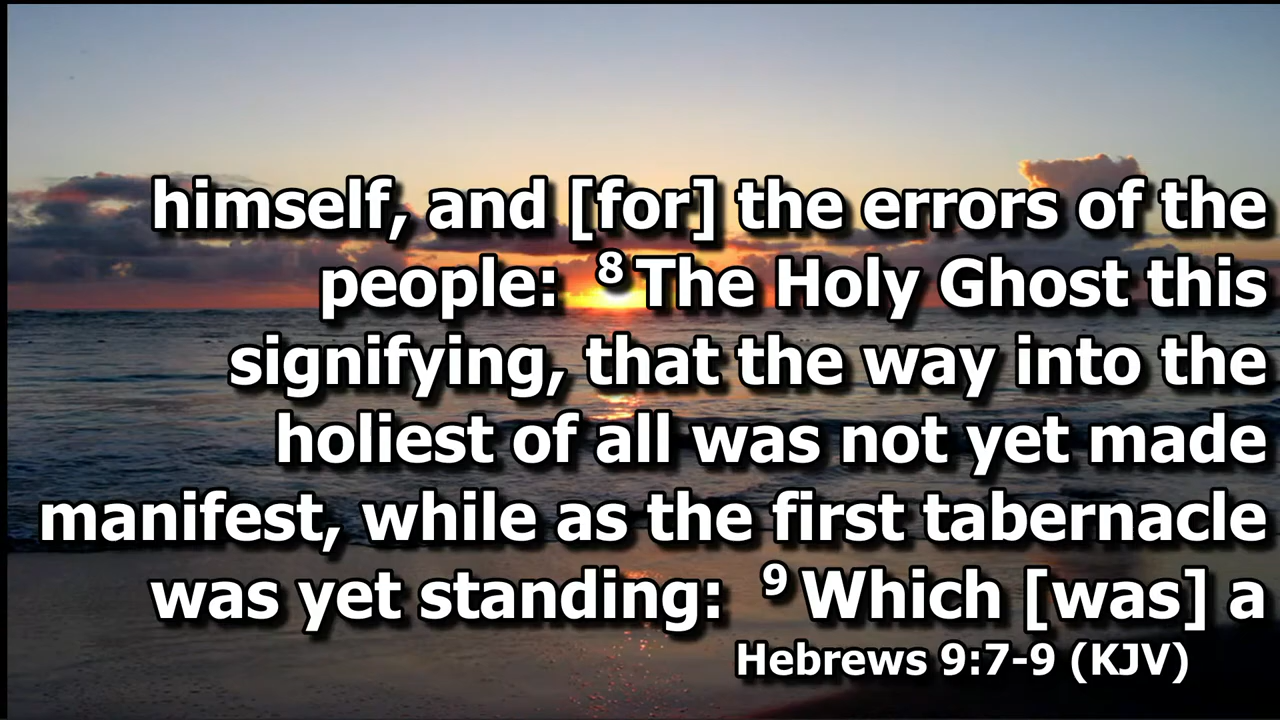 himself, and [for] the errors of the
people: 8 The Holy Ghost this
signifying, that the way into the
holiest of all was not yet made
manifest, while as the first tabernacle
was yet standing: 9 Which [was] a
Hebrews 9:7-9 (KJV)